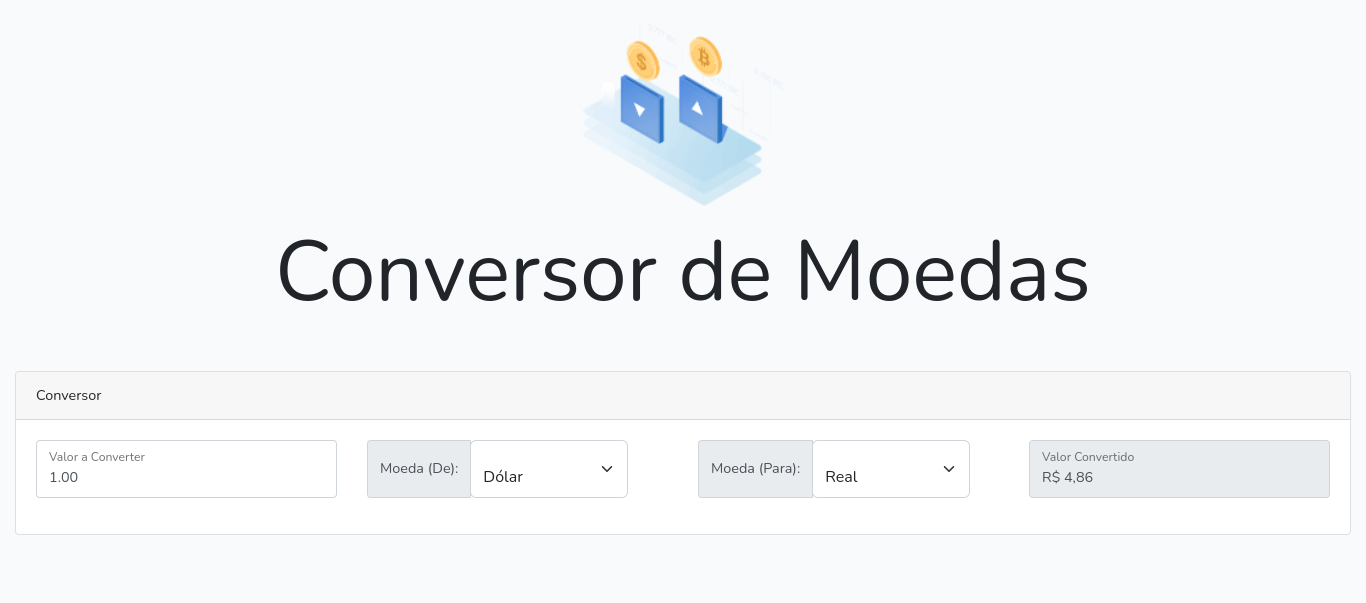 Conversor de Moedas
Conversor
Valor a Converter
1.00
Moeda (De):
Dólar
Moeda (Para):
Real
Valor Convertido
R$ 4,86